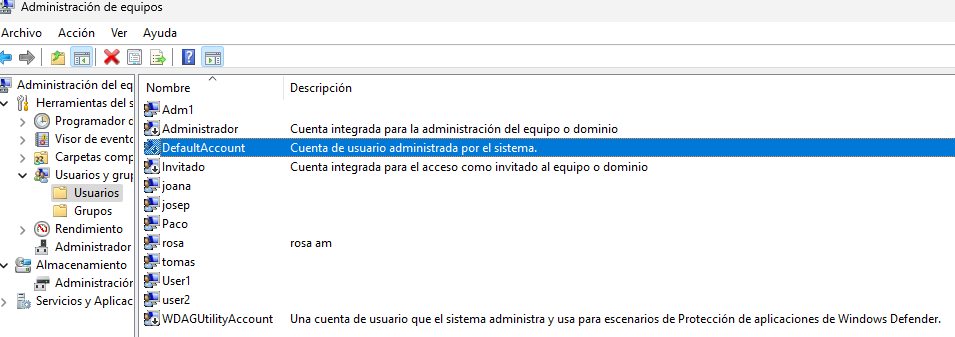 Administración de equipos
Archivo Acción Ver Ayuda
Administración del eq
Herramientas del s
Programador d
Visor de evento
Carpetas comp
Usuarios y grup
Usuarios
Grupos
Rendimiento
Administrador
Almacenamiento
Administración
Servicios y Aplicac
Nombre Descripción
Adm1
Administrador Cuenta integrada para la administración del equipo o dominio
DefaultAccount Cuenta de usuario administrada por el sistema.
Invitado Cuenta integrada para el acceso como invitado al equipo o dominio
joana
josep
Paco
rosa rosa am
tomas
User1
user2
WDAGUtilityAccount Una cuenta de usuario que el sistema administra y usa para escenarios de Protección de aplicaciones de Windows Defender.